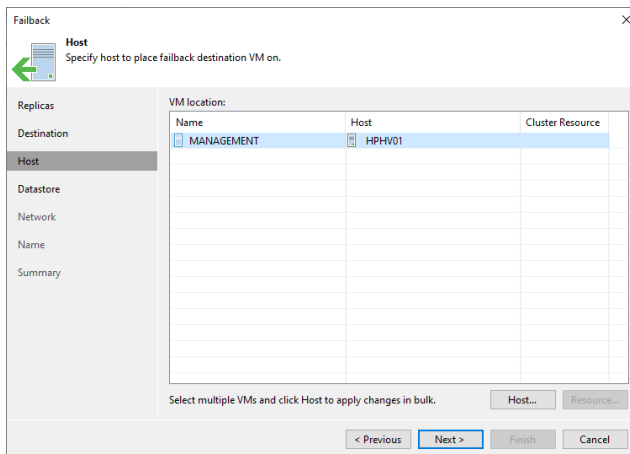 Failback
Host
Specify host to place failback destination VM on.
Replicas
Destination
Host
Datastore
Network
Name
Summary
VM location:
Name Host Cluster Resource
MANAGEMENT HPHV01
Select multiple VMs and click Host to apply changes in bulk.
Host... Resource...
< Previous Next > Finish Cancel